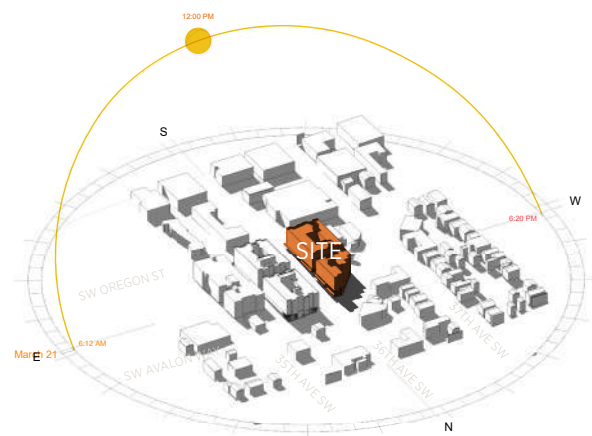 12:00 PM
S
W
6:20 PM
SITE
SW OREGON ST
6:12 AM
March 21
E
SW AVALON WAY
35TH AVE SW
36TH AVE SW
N